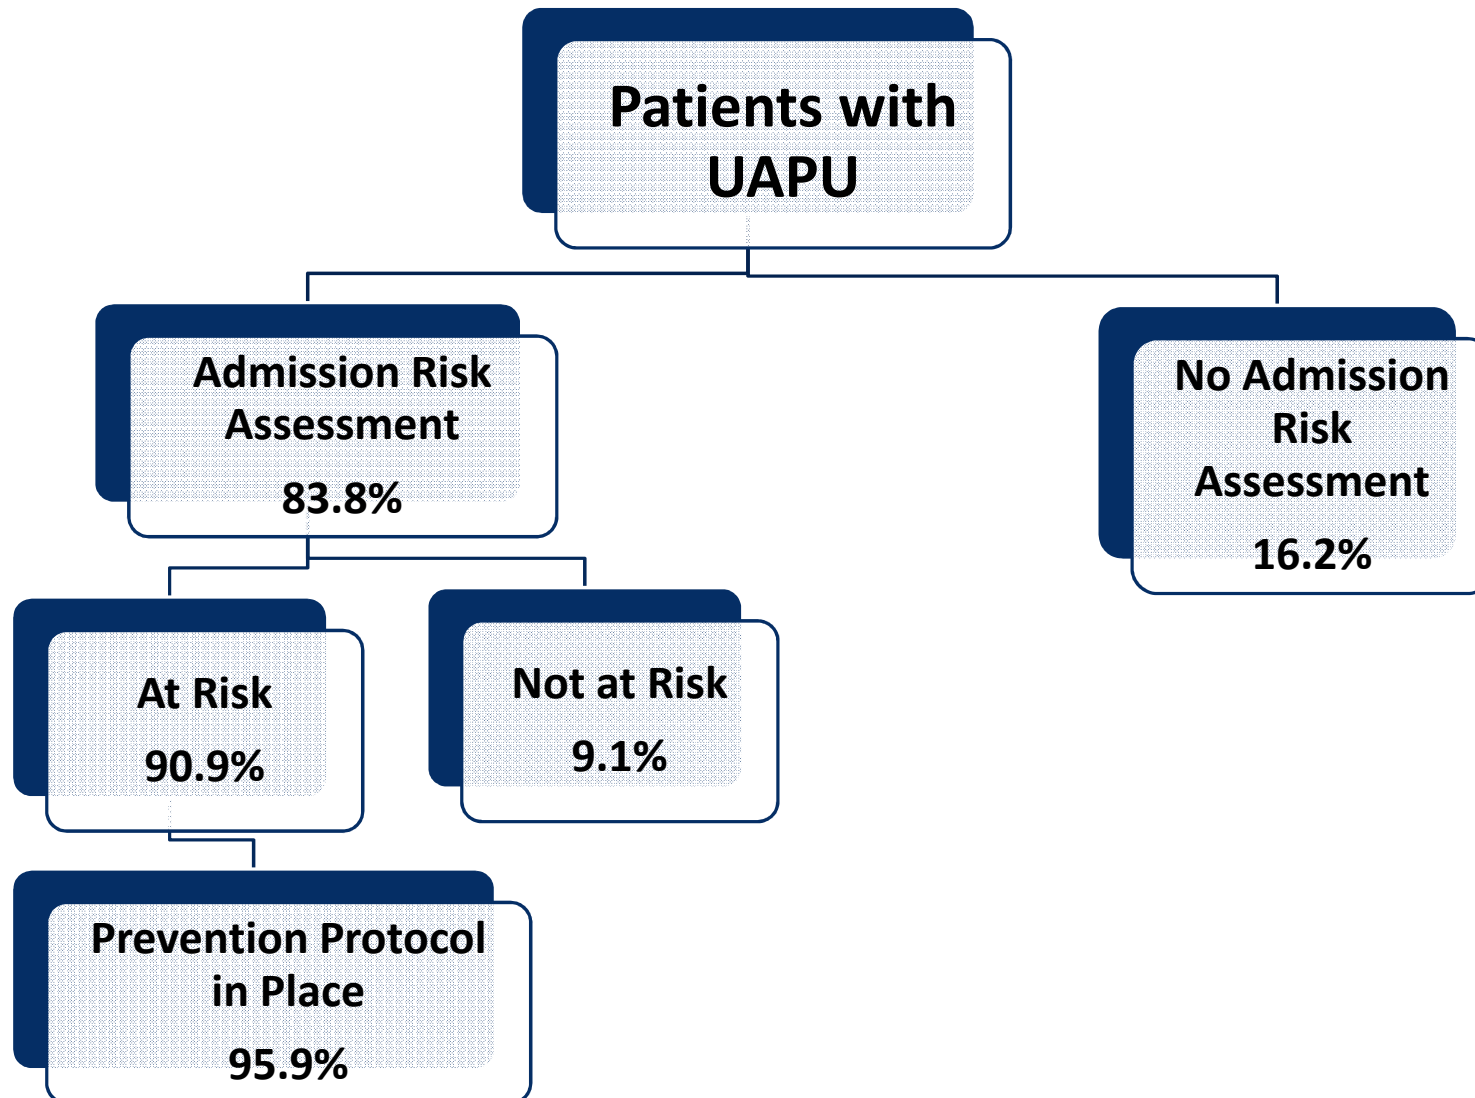 Patients with
UAPU
Admission Risk
Assessment
83.8%
No Admission
Risk
Assessment
16.2%
At Risk
90.9%
Not at Risk
9.1%
Prevention Protocol
in Place
95.9%